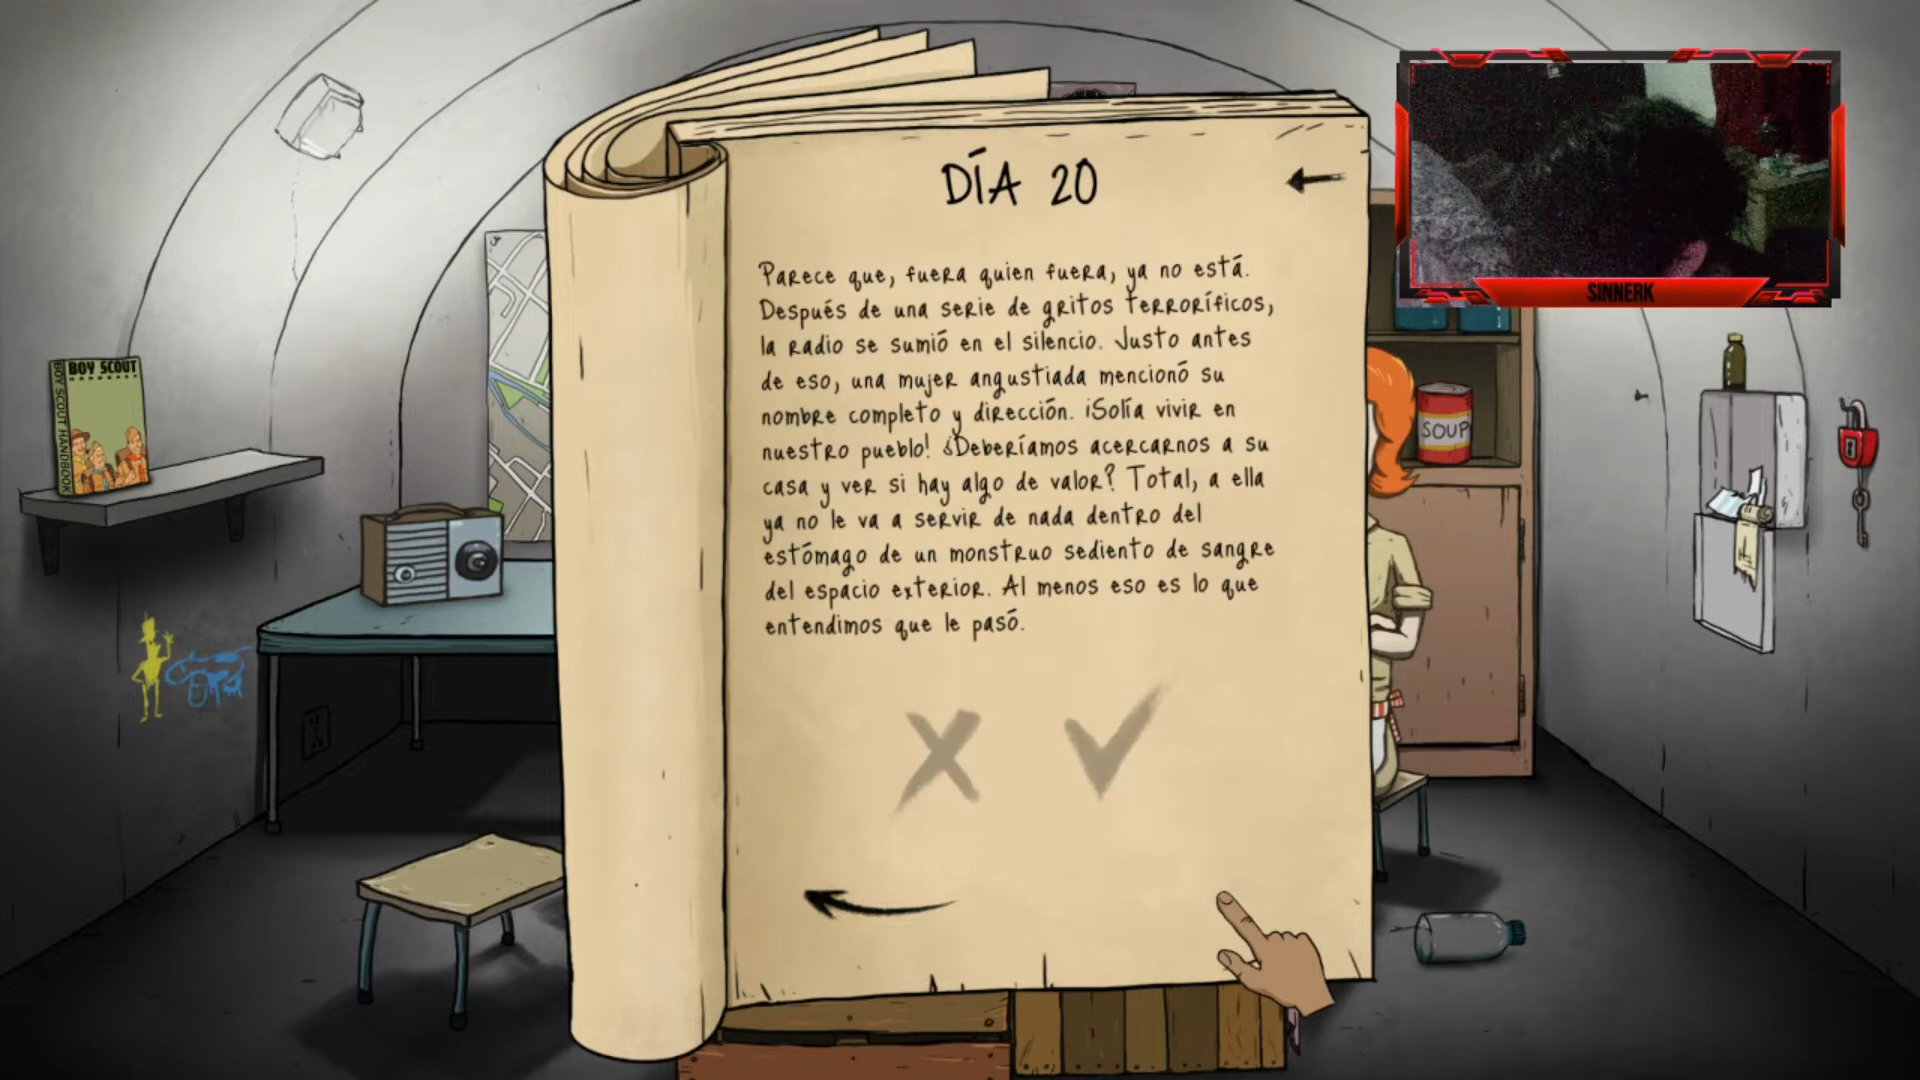 DÍA 20
Parece que, fuera quien fuera, ya no está.
Después de una serie de gritos terroríficos,
la radio se sumió en el silencio. Justo antes
de eso, una mujer angustiada mencionó su
nombre completo y dirección. ¡Solía vivir en
nuestro pueblo! ¿Deberíamos acercarnos a su
casa y ver si hay algo de valor? Total, a ella
ya no le va a servir de nada dentro del
estómago de un monstruo sediento de sangre
del espacio exterior. Al menos eso es lo que
entendimos que le pasó.
SINNERK
BOY SCOUT
BOY SCOUT HANDBOOK
SOUP